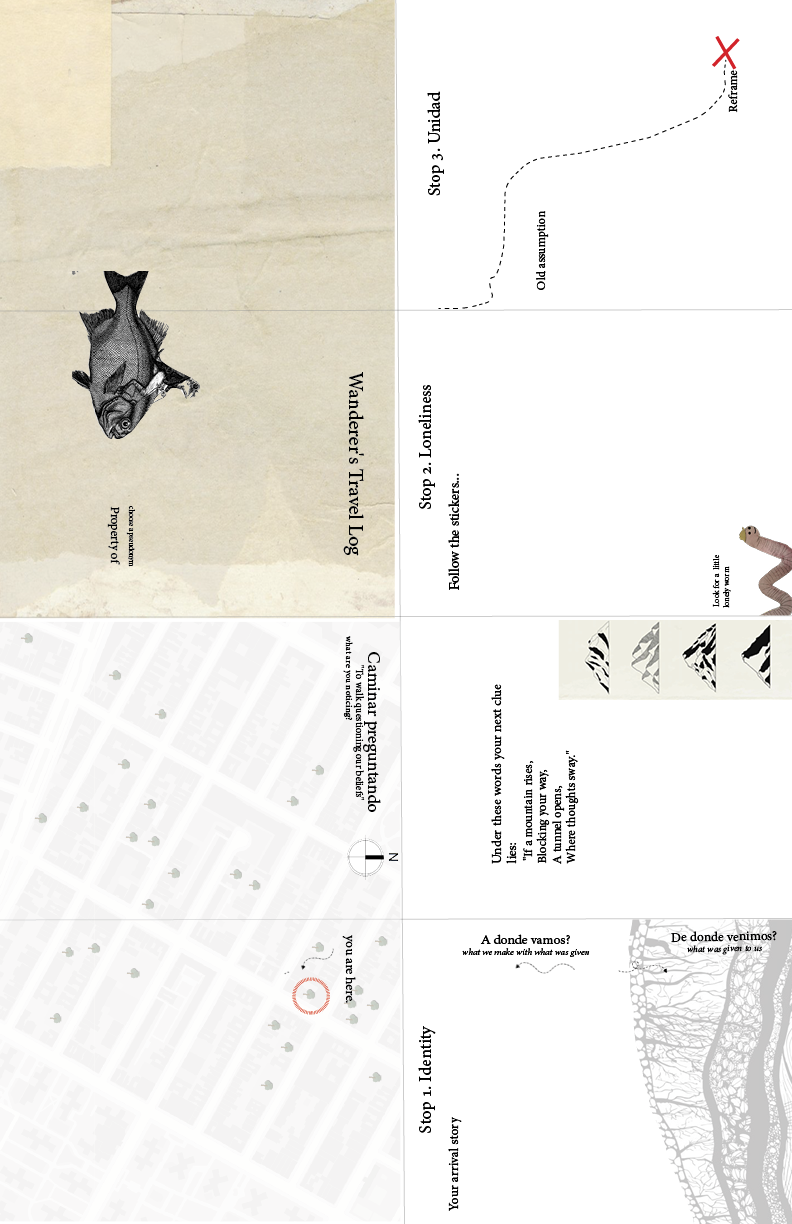 Wanderer's Travel Log
choose a pseudonym
Property of
Caminar preguntando
"To walk questioning our beliefs"
what are you noticing?
N
you are here
Stop 1. Identity
Your arrival story
A donde vamos?
what we make with what was given
De donde venimos?
what was given to us
Under these words your next clue
lies:
"If a mountain rises,
Blocking your way,
A tunnel opens,
Where thoughts sway."
Stop 2. Loneliness
Follow the stickers...
Look for a little
lonely worm
Stop 3. Unidad
Old assumption
Reframe